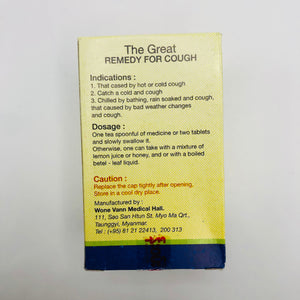 The Great
REMEDY FOR COUGH
Indications :
1. That cased by hot or cold cough
2. Catch a cold and cough
3. Chilled by bathing, rain soaked and cough,
that caused by bad weather changes
and cough.
Dosage :
One tea spoonful of medicine or two tablets
and slowly swallow it.
Otherwise, one can take with a mixture of
lemon juice or honey, and or with a boiled
betel - leaf liquid.
Caution :
Replace the cap tightly after opening,
Store in a cool dry place.
Manufactured by :
Wone Vann Medical Hall.
111, Sao San Htun St. Myo Ma Qrt.,
Taunggyi, Myanmar.
Tel : (+95) 81 21 22413, 200 313